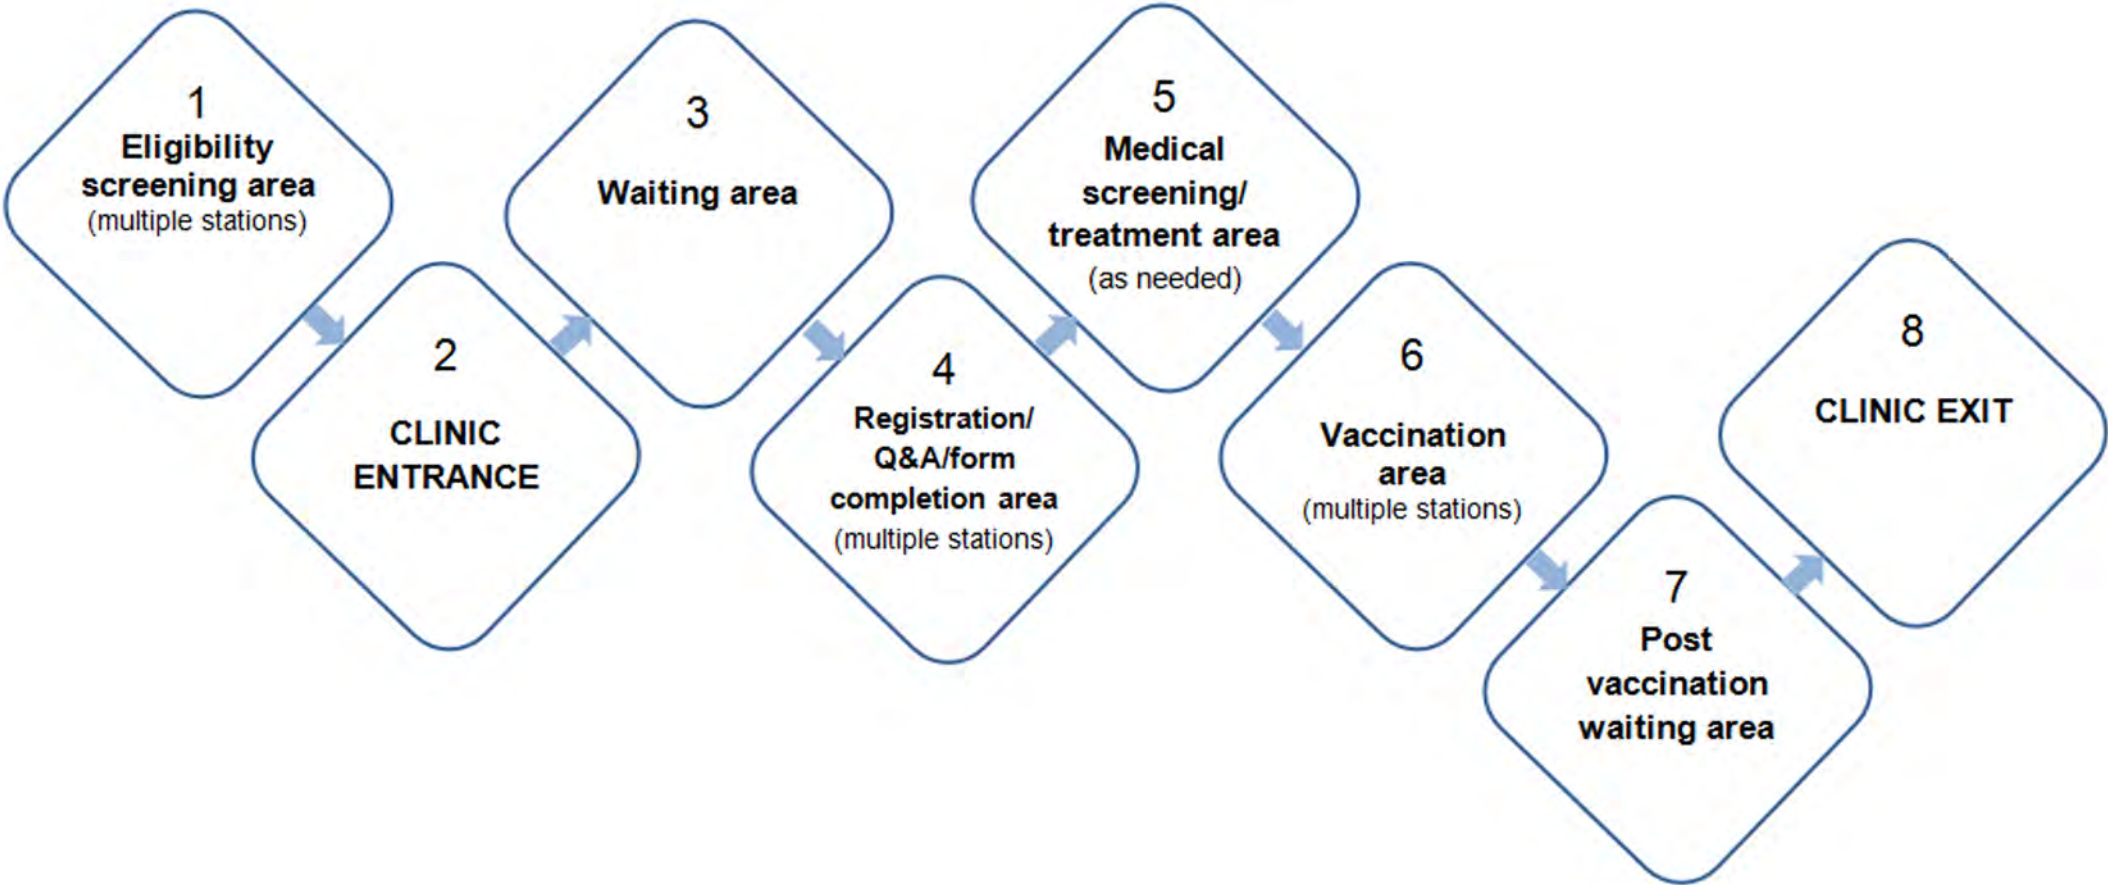 1
Eligibility
screening area
(multiple stations)
2
CLINIC
ENTRANCE
3
Waiting area
4
Registration/
Q&A/form
completion area
(multiple stations)
5
Medical
screening/
treatment area
(as needed)
6
Vaccination
area
(multiple stations)
7
Post
vaccination
waiting area
8
CLINIC EXIT